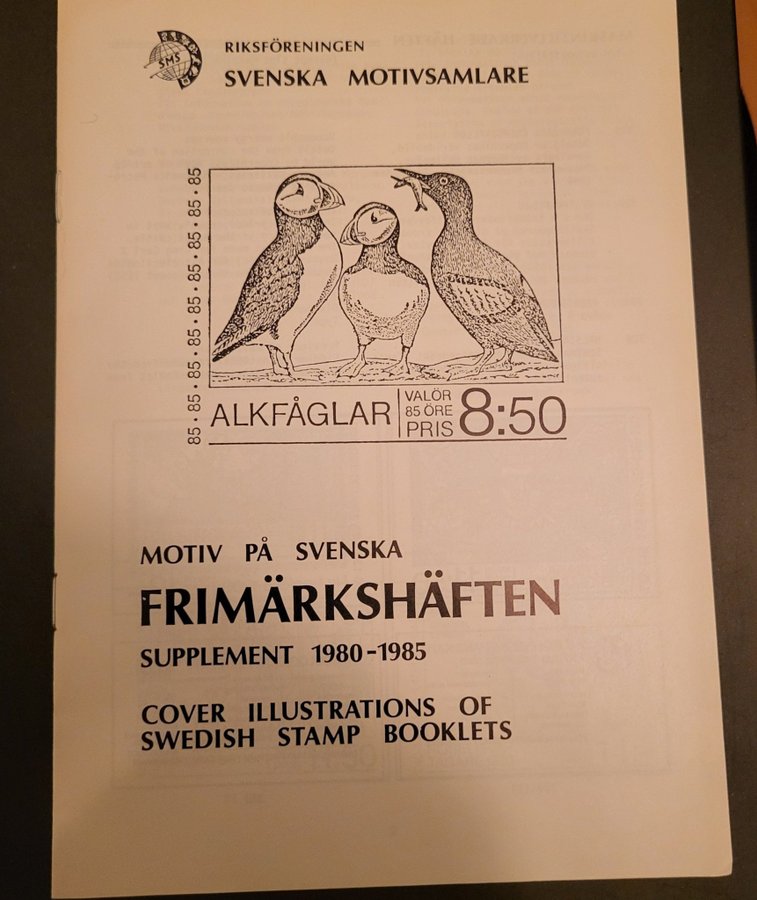 SMS
RIKSFÖRENINGEN
SVENSKA MOTIVSAMLARE
85•85•85•85•85•85•85•85
ALKFÅGLAR
VALÖR
85 ÖRE
PRIS
8:50
MOTIV PÅ SVENSKA
FRIMÄRKSHÄFTEN
SUPPLEMENT 1980-1985
COVER ILLUSTRATIONS OF
SWEDISH STAMP BOOKLETS